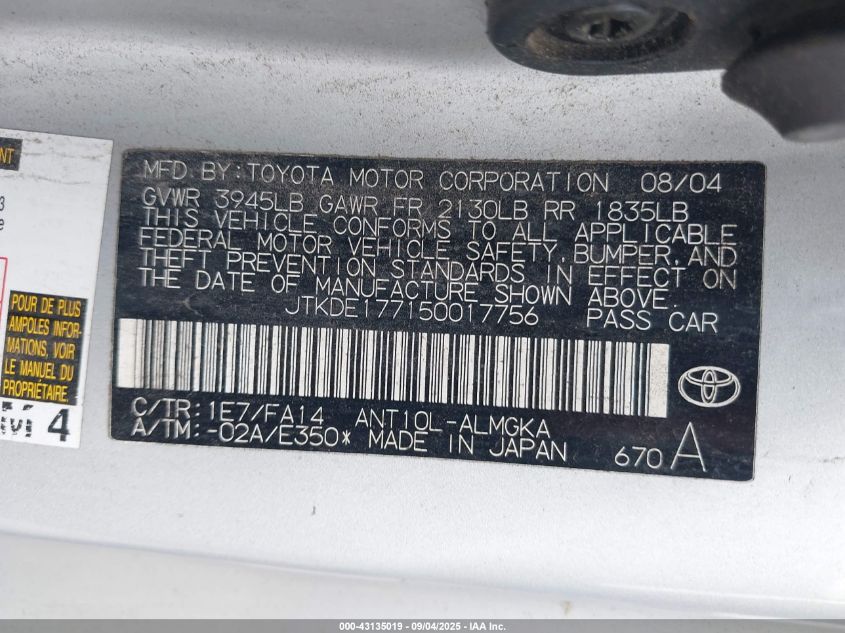 MFD BY: TOYOTA MOTOR CORPORATION 08/04
GVWR 3945LB GAWR FR 2130LB RR 1835LB
THIS VEHICLE CONFORMS TO ALL APPLICABLE
FEDERAL MOTOR VEHICLE SAFETY, BUMPER, AND
THEFT PREVENTION STANDARDS IN EFFECT ON
THE DATE OF MANUFACTURE SHOWN ABOVE.
JTKDE177150017756 PASS CAR
C/TR: 1E7/FA14 ANT10L-ALMGKA
A/TM: -02A/E350* MADE IN JAPAN
670 A
NT
3
e
POUR DE PLUS
AMPOLES INFOR-
MATIONS, VOIR
LE MANUEL DU
PROPRIÉTAIRE.
4
000-43135019 - 09/04/2025 - IAA Inc.